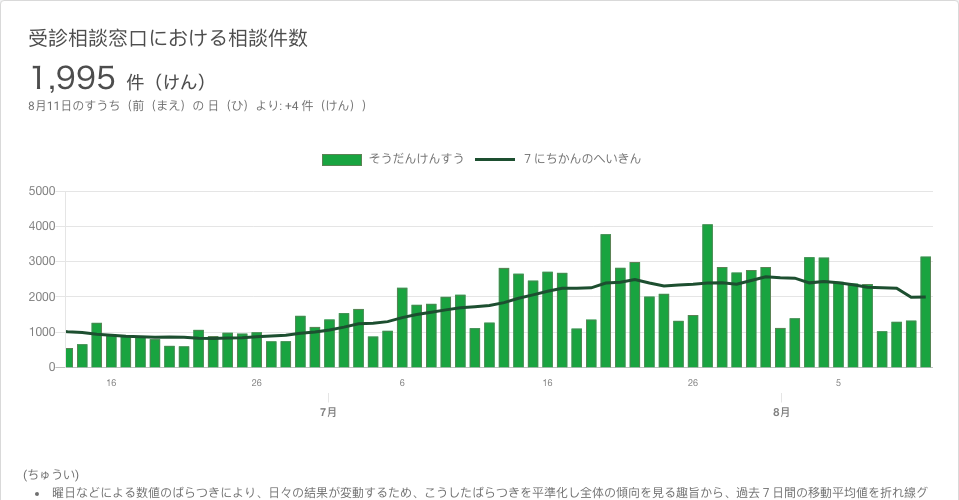 受診相談窓口における相談件数
1,995 件（けん）
8月11日のすうち（前（まえ）の 日（ひ）より: +4 件（けん））
そうだんけんすう 7 にちかんのへいきん
5000
4000
3000
2000
1000
0
16 26 6 16 26 5
7月 8月
(ちゅうい)
• 曜日などによる数値のばらつきにより、日々の結果が変動するため、こうしたばらつきを平準化し全体の傾向を見る趣旨から、過去７日間の移動平均値を折れ線グ